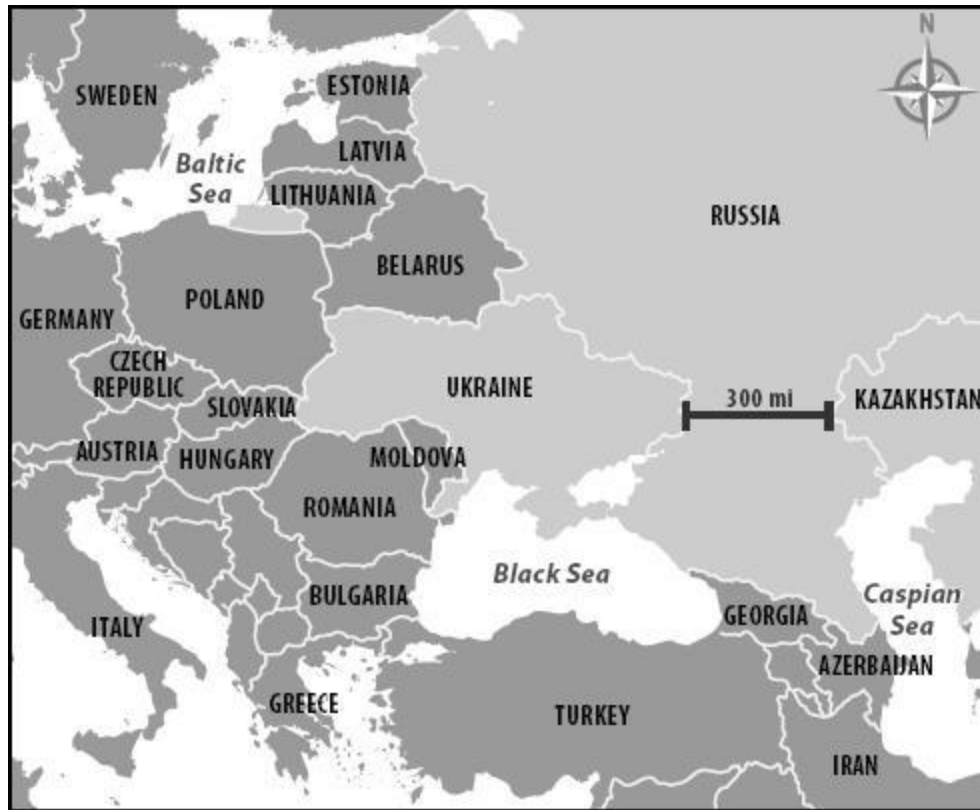 N
SWEDEN
ESTONIA
Baltic
Sea
LATVIA
LITHUANIA
RUSSIA
BELARUS
POLAND
GERMANY
CZECH
REPUBLIC
UKRAINE
300 mi
KAZAKHSTAN
SLOVAKIA
AUSTRIA
HUNGARY
MOLDOVA
ROMANIA
Black Sea
BULGARIA
Caspian
Sea
GEORGIA
ITALY
AZERBAIJAN
GREECE
TURKEY
IRAN